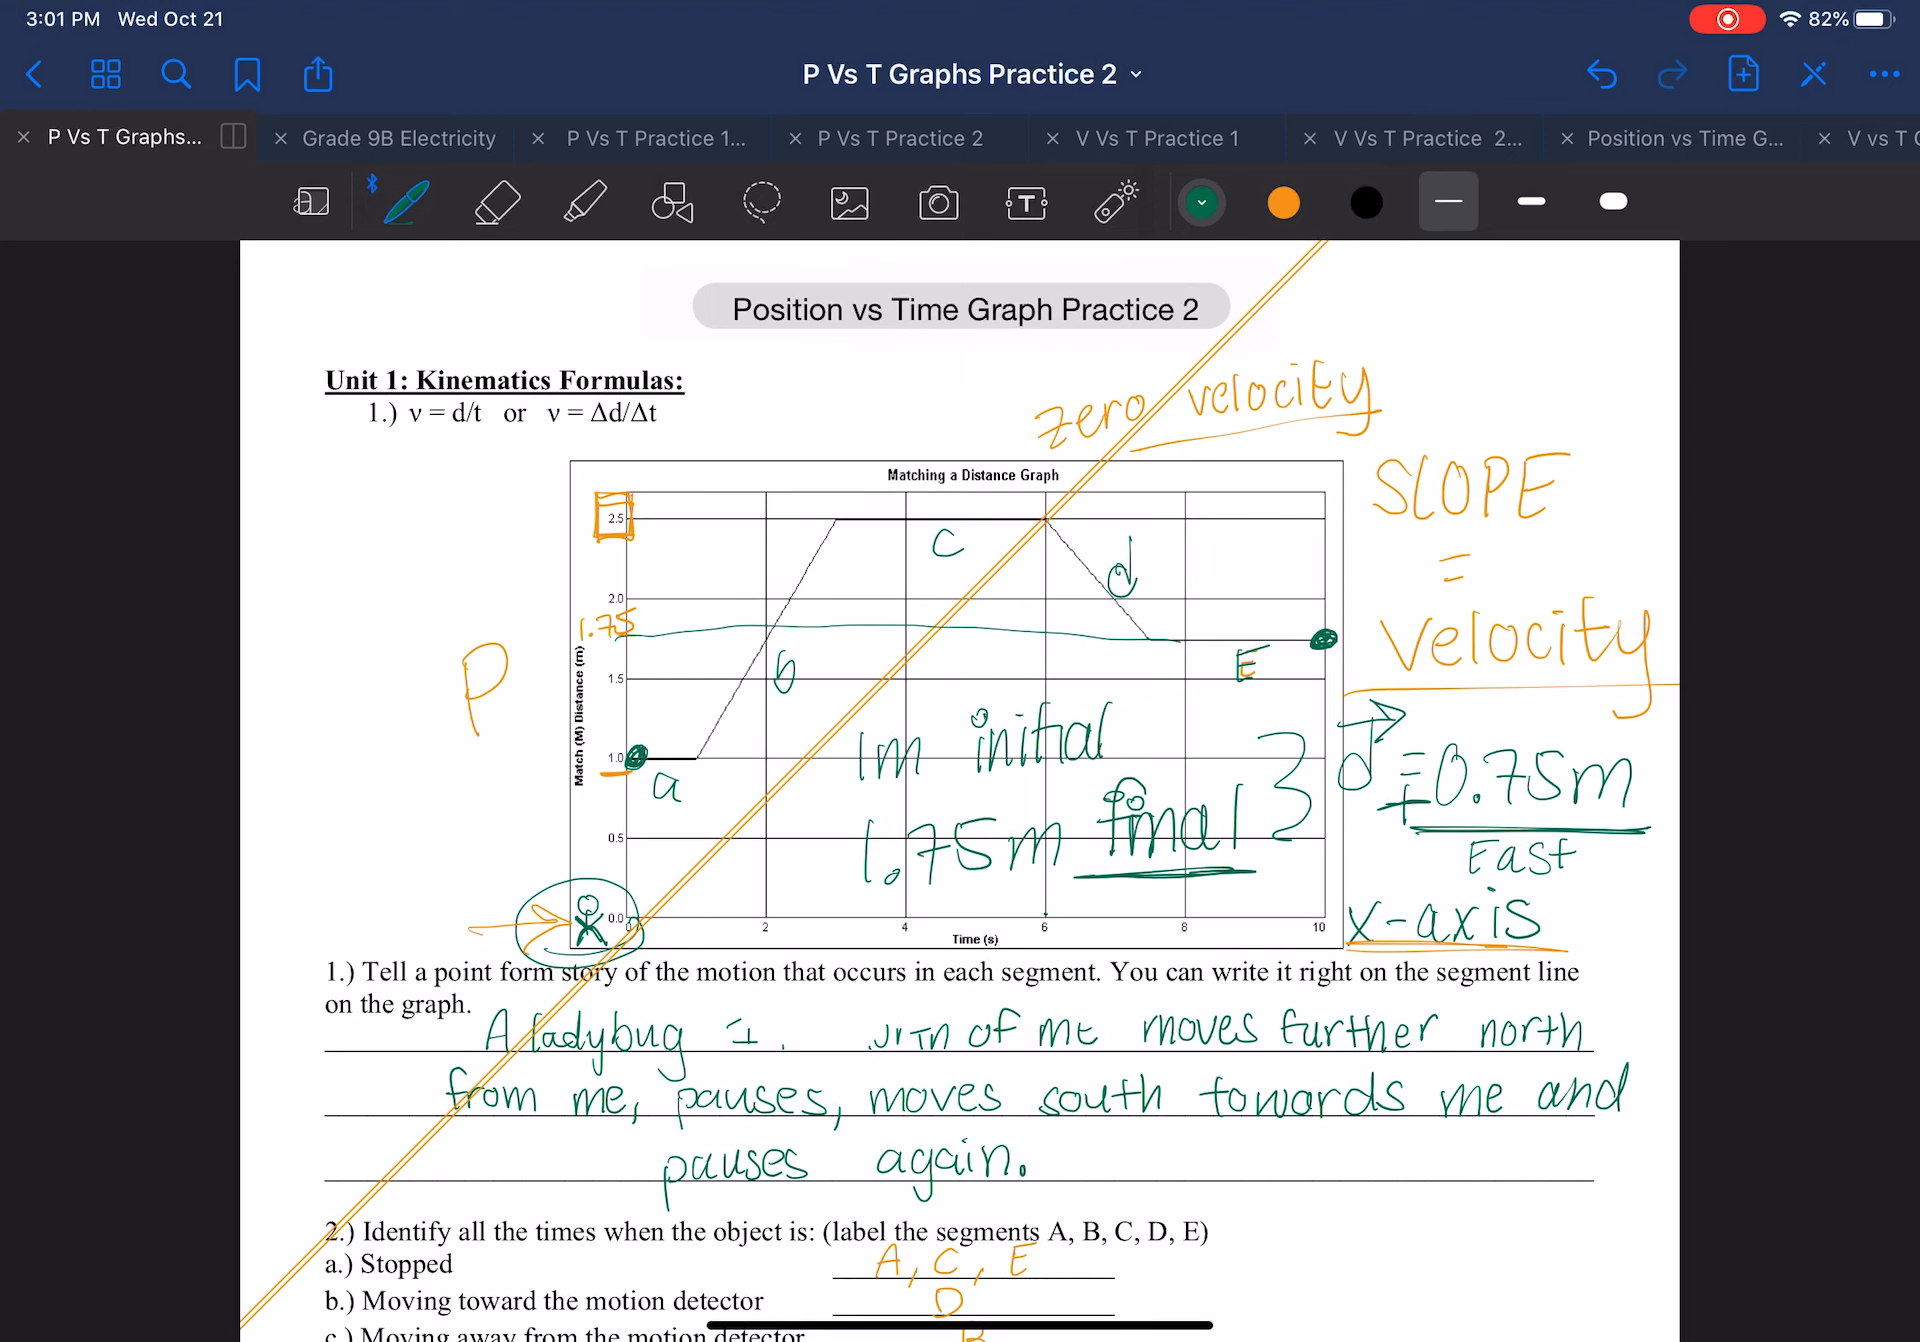 3:01 PM Wed Oct 21
82%
P Vs T Graphs Practice 2
P Vs T Graphs...
Grade 9B Electricity
P Vs T Practice 1...
P Vs T Practice 2
V Vs T Practice 1
V Vs T Practice 2...
Position vs Time G...
V vs T
Position vs Time Graph Practice 2
Unit 1: Kinematics Formulas:
1.) v = d/t or v = Δd/Δt
zero velocity
SLOPE
=
velocity
Matching a Distance Graph
2.5
c
d
2.0
1.75
b
E
1.5
P
Match (M) Distance (m)
1m initial
1.0
a
1.75m final
d = 0.75m
East
0.5
0.0
0
2
4
6
8
10
Time (s)
x-axis
1.) Tell a point form story of the motion that occurs in each segment. You can write it right on the segment line
on the graph.
A ladybug of me moves further north
from me, pauses, moves south towards me and
pauses again.
2.) Identify all the times when the object is: (label the segments A, B, C, D, E)
a.) Stopped A, C, E
b.) Moving toward the motion detector D
c.) Moving away from the motion detector B